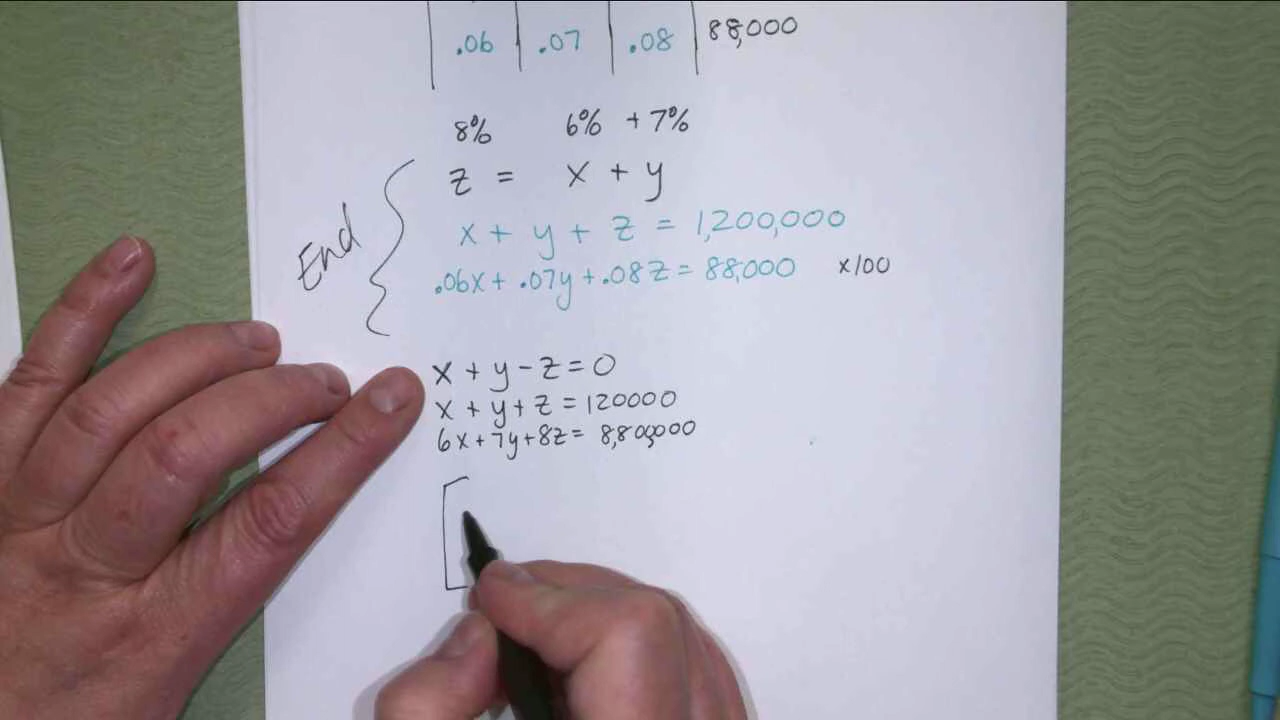 .06 .07 .08 88,000
8% 6% + 7%
z = x + y
x + y + z = 1,200,000
.06x + .07y + .08z = 88,000 x100
End
x + y - z = 0
x + y + z = 120000
6x + 7y + 8z = 8,800,000